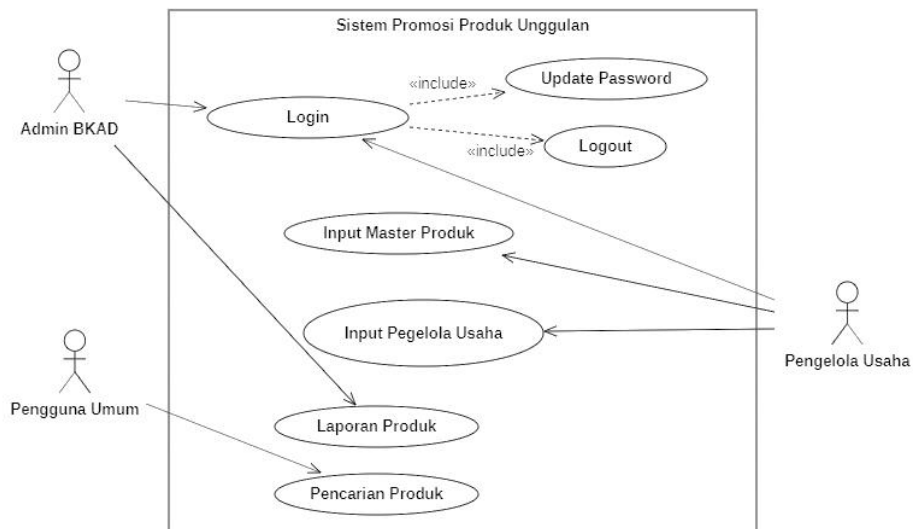 Sistem Promosi Produk Unggulan
Update Password
«include»
Login
Admin BKAD
Logout
«include»
Input Master Produk
Input Pegelola Usaha
Pengelola Usaha
Pengguna Umum
Laporan Produk
Pencarian Produk